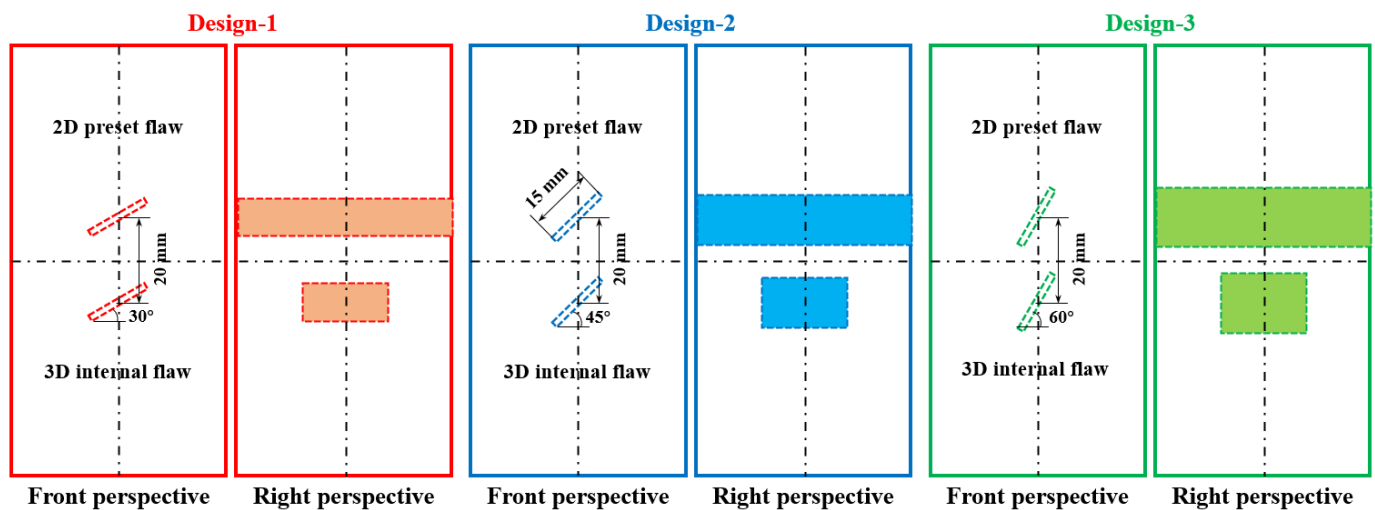 Design-1
Design-2
Design-3
2D preset flaw
20 mm
30°
3D internal flaw
2D preset flaw
15 mm
20 mm
45°
3D internal flaw
2D preset flaw
20 mm
60°
3D internal flaw
Front perspective
Right perspective
Front perspective
Right perspective
Front perspective
Right perspective